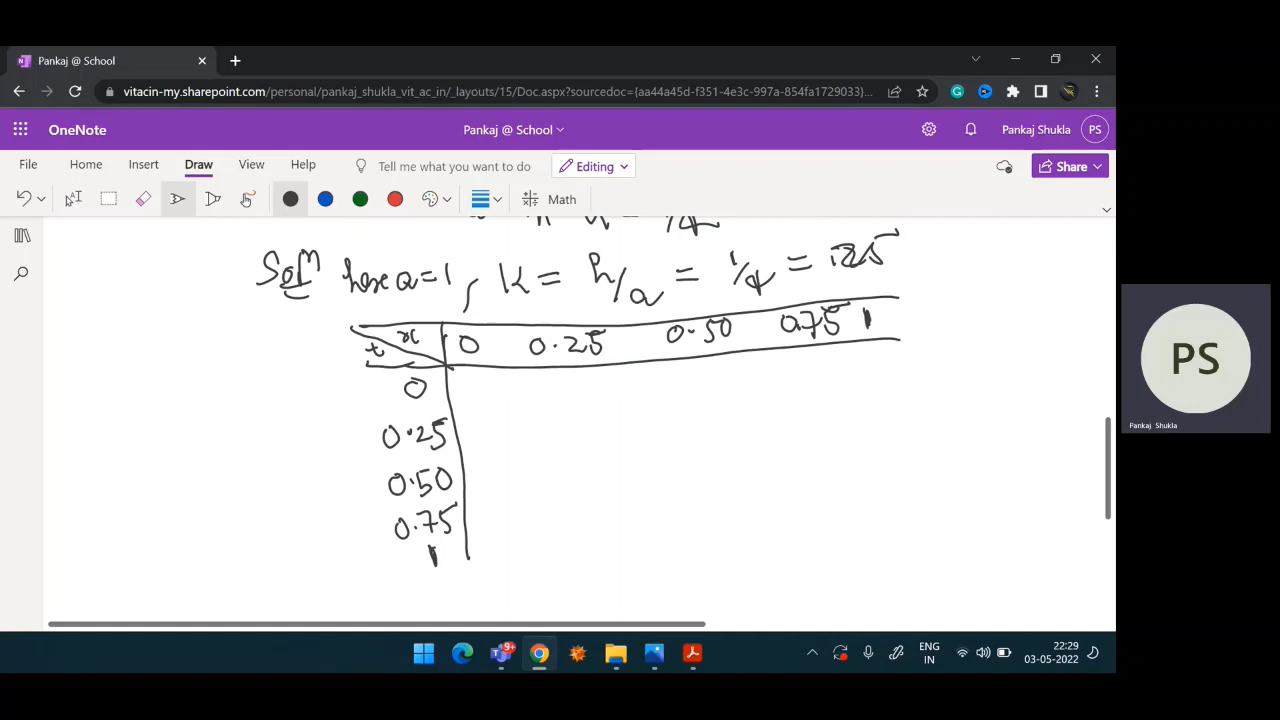 Pankaj @ School
vitacin-my.sharepoint.com/personal/pankaj_shukla_vit_ac_in/_layouts/15/Doc.aspx?sourcedoc={aa44a45d-f351-4e3c-997a-854fa1729033}...
OneNote
Pankaj @ School
Pankaj Shukla
PS
File Home Insert Draw View Help
Tell me what you want to do
Editing
Share
Math
Soln here a=1, K = h/a = 1/4 = .25
x 0 0.25 0.50 0.75 1
t
0
0.25
0.50
0.75
1
PS
Pankaj Shukla
9+
ENG
IN
22:29
03-05-2022